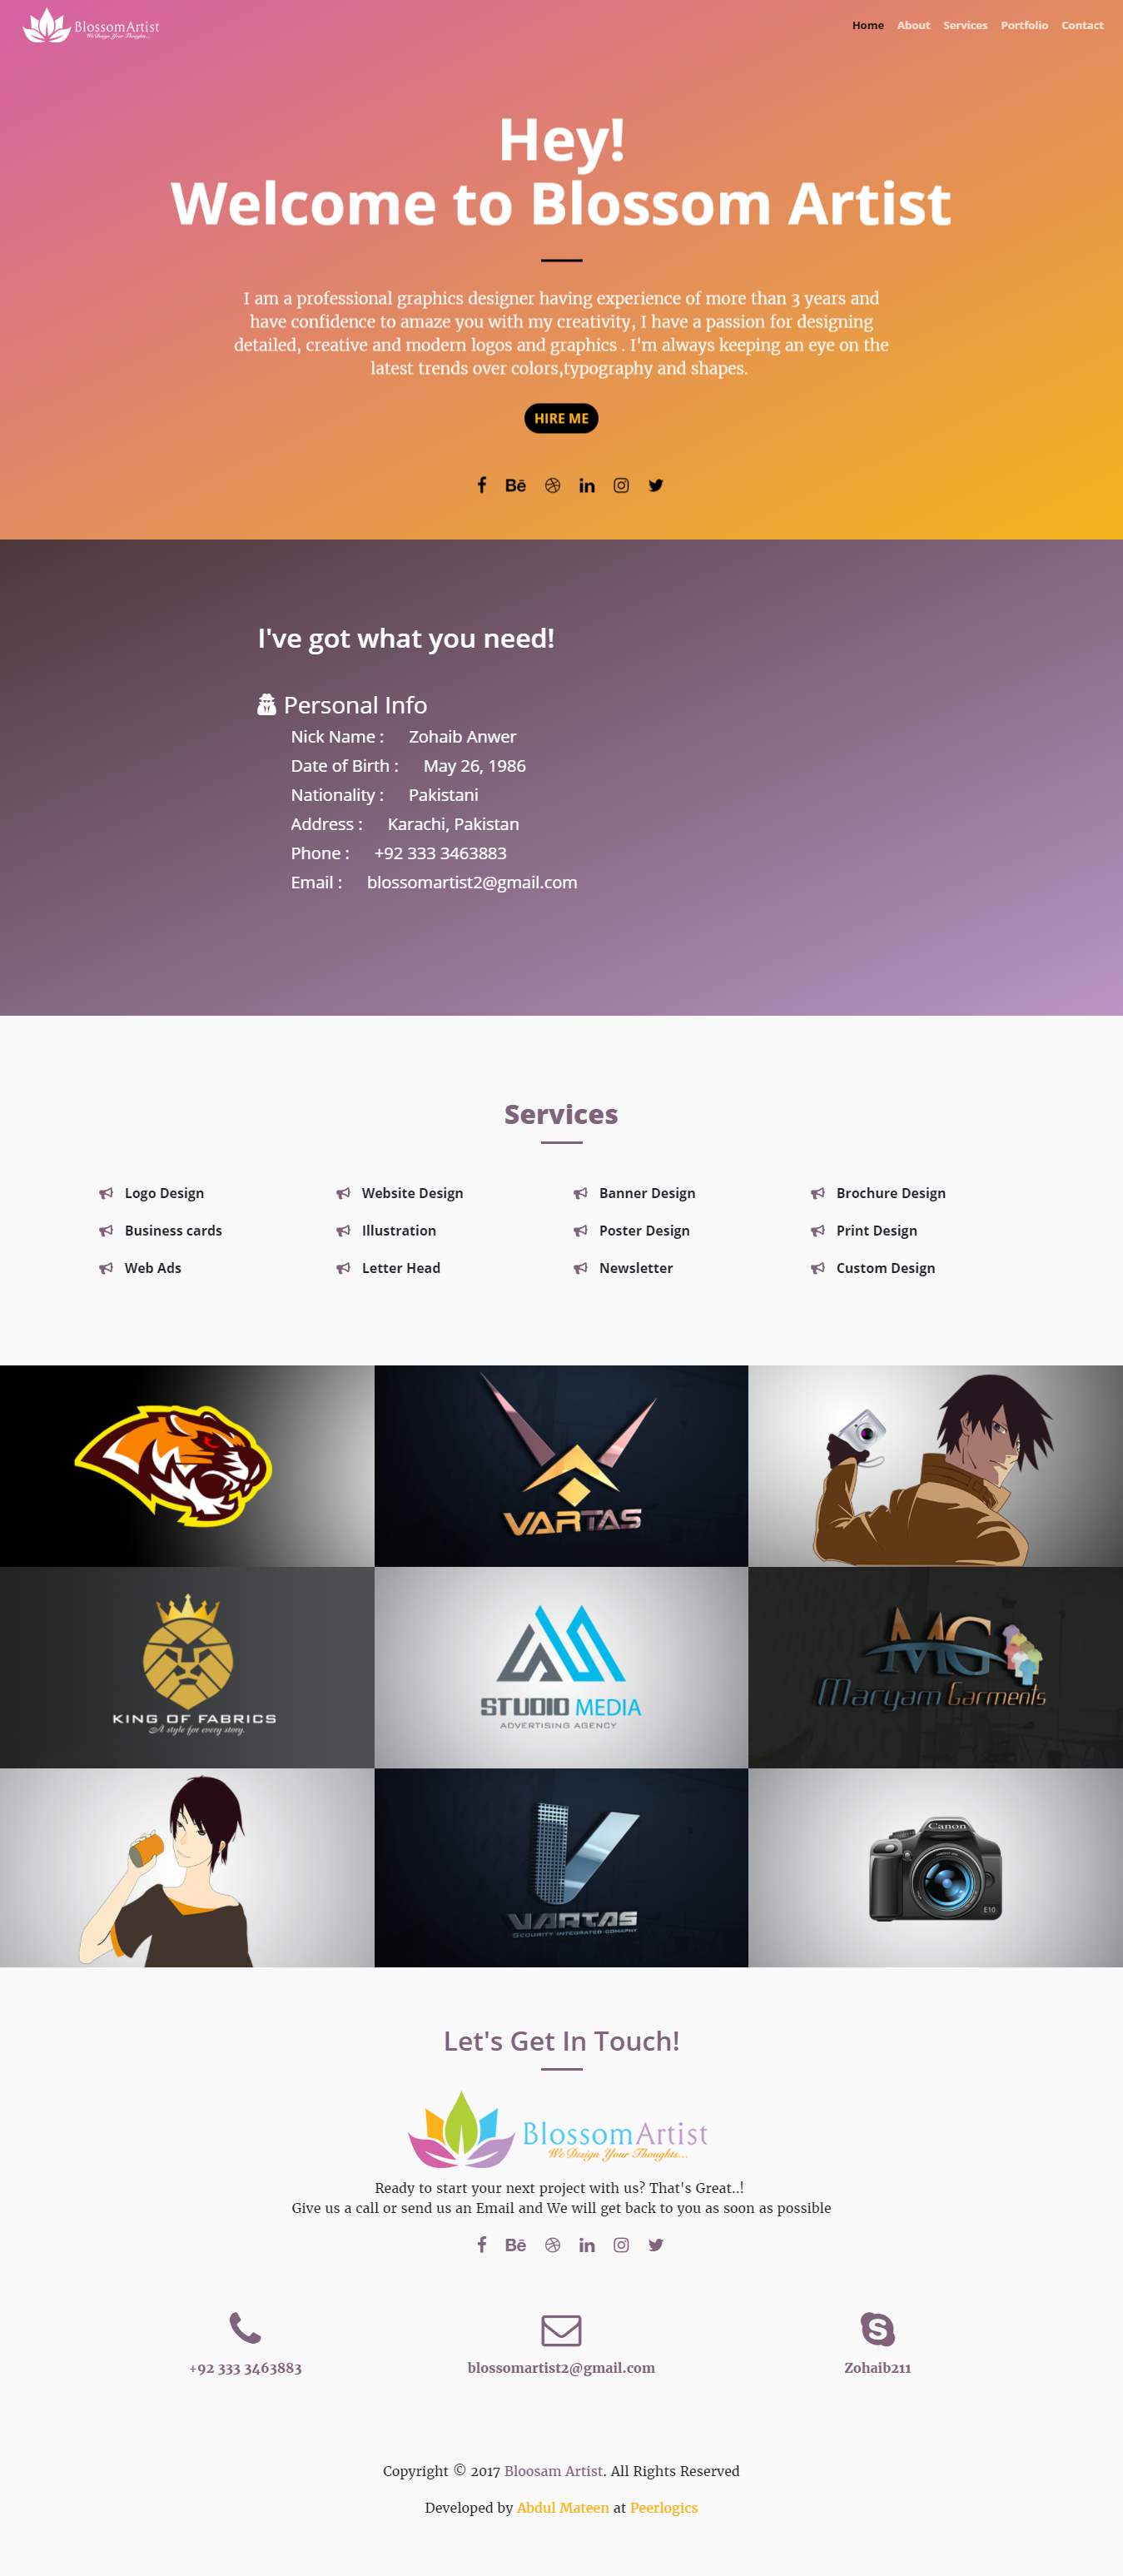 BlossomArtist
We Design Your Thoughts...
Home About Services Portfolio Contact
Hey!
Welcome to Blossom Artist
I am a professional graphics designer having experience of more than 3 years and
have confidence to amaze you with my creativity, I have a passion for designing
detailed, creative and modern logos and graphics . I'm always keeping an eye on the
latest trends over colors,typography and shapes.
HIRE ME
I've got what you need!
Personal Info
Nick Name : Zohaib Anwer
Date of Birth : May 26, 1986
Nationality : Pakistani
Address : Karachi, Pakistan
Phone : +92 333 3463883
Email : blossomartist2@gmail.com
Services
Logo Design Website Design Banner Design Brochure Design
Business cards Illustration Poster Design Print Design
Web Ads Letter Head Newsletter Custom Design
VARTAS
KING OF FABRICS
A style for every story.
STUDIO MEDIA
ADVERTISING AGENCY
MG
Maryam Garments
VARTAS
SECURITY INTEGRATED COMAPNY
Canon
E10
Let's Get In Touch!
BlossomArtist
We Design Your Thoughts...
Ready to start your next project with us? That's Great..!
Give us a call or send us an Email and We will get back to you as soon as possible
+92 333 3463883
blossomartist2@gmail.com
Zohaib211
Copyright © 2017 Bloosam Artist. All Rights Reserved
Developed by Abdul Mateen at Peerlogics